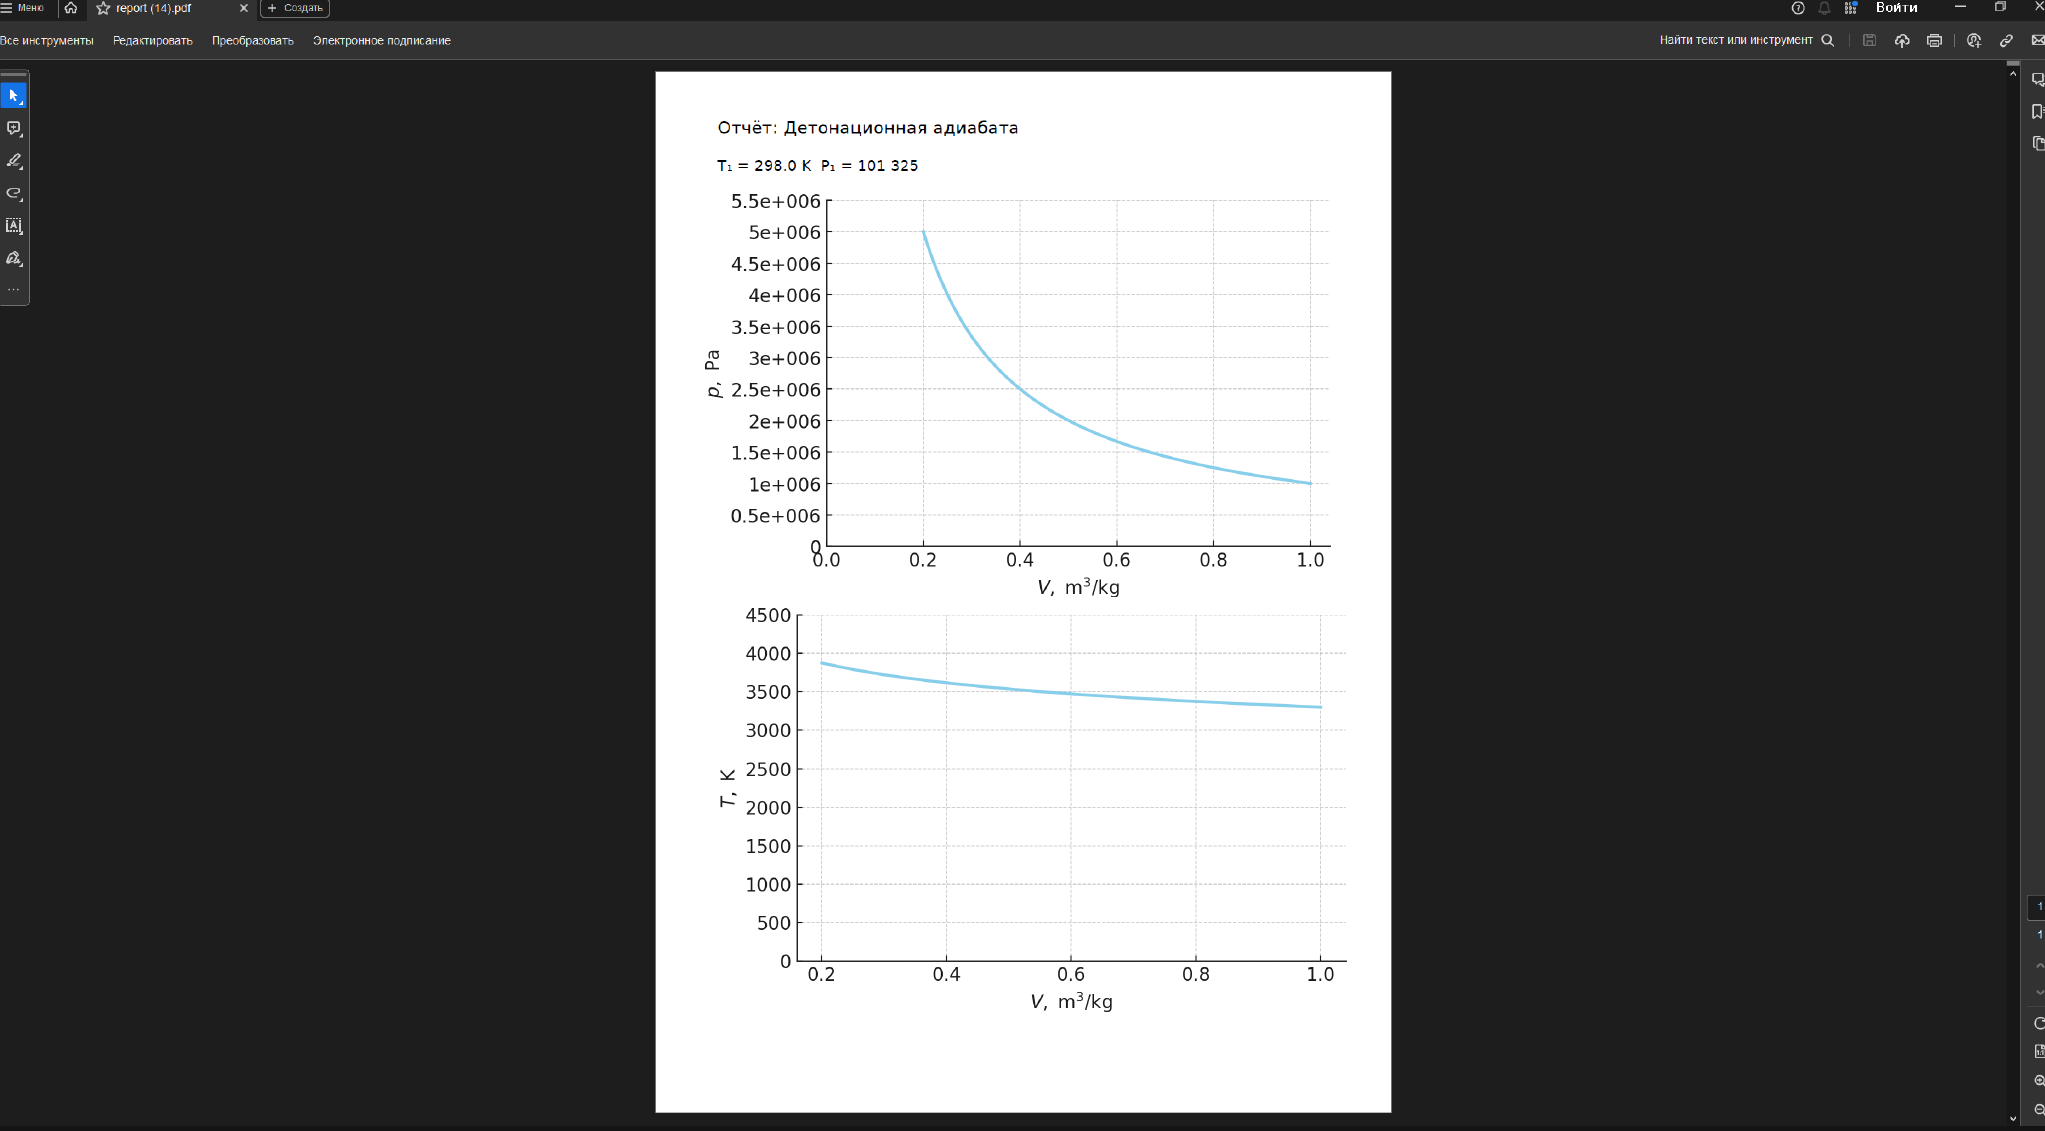 Меню
report (14).pdf
Создать
Войти
Все инструменты
Редактировать
Преобразовать
Электронное подписание
Найти текст или инструмент
Отчёт: Детонационная адиабата
T₁ = 298.0 K P₁ = 101 325
5.5e+006
5e+006
4.5e+006
4e+006
3.5e+006
3e+006
2.5e+006
2e+006
1.5e+006
1e+006
0.5e+006
0
p, Pa
0.0 0.2 0.4 0.6 0.8 1.0
V, m³/kg
4500
4000
3500
3000
2500
2000
1500
1000
500
0
T, K
0.2 0.4 0.6 0.8 1.0
V, m³/kg
1
1